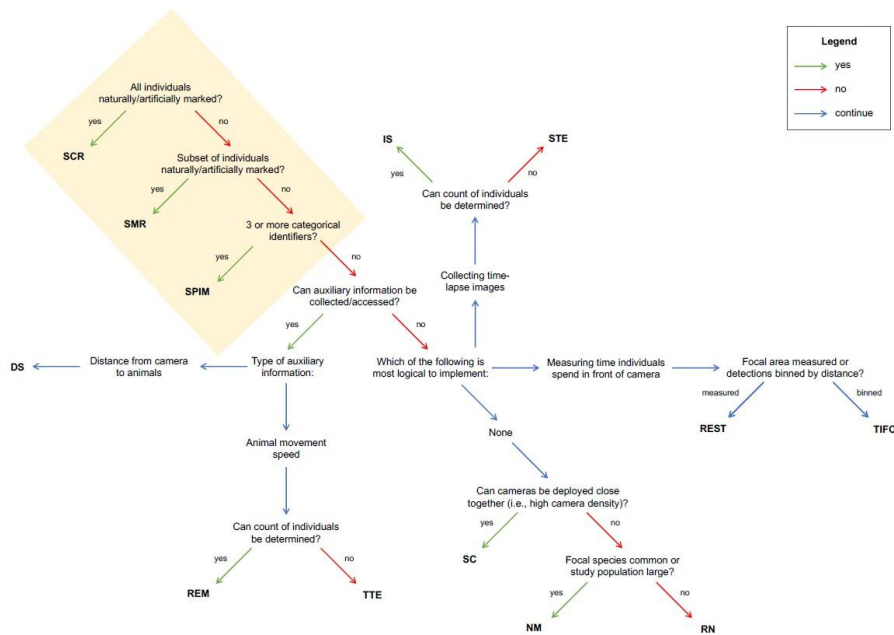 Legend
yes
no
continue
All individuals
naturally/artificially marked?
yes
no
SCR
Subset of individuals
naturally/artificially marked?
yes
no
SMR
3 or more categorical
identifiers?
yes
no
SPIM
Can auxiliary information be
collected/accessed?
yes
no
IS
STE
yes
no
Can count of individuals
be determined?
Collecting time-
lapse images
DS
Distance from camera
to animals
Type of auxiliary
information:
Which of the following is
most logical to implement:
Measuring time individuals
spend in front of camera
Focal area measured or
detections binned by distance?
measured
binned
REST
TIFC
Animal movement
speed
None
Can count of individuals
be determined?
yes
no
REM
TTE
Can cameras be deployed close
together (i.e., high camera density)?
yes
no
SC
Focal species common or
study population large?
yes
no
NM
RN